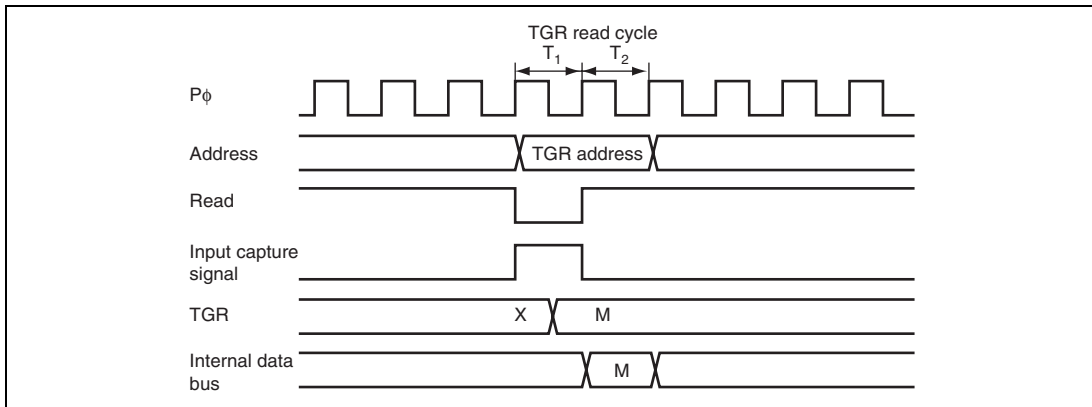 TGR read cycle
T1 T2
Pϕ
Address
TGR address
Read
Input capture
signal
TGR
X
M
Internal data
bus
M